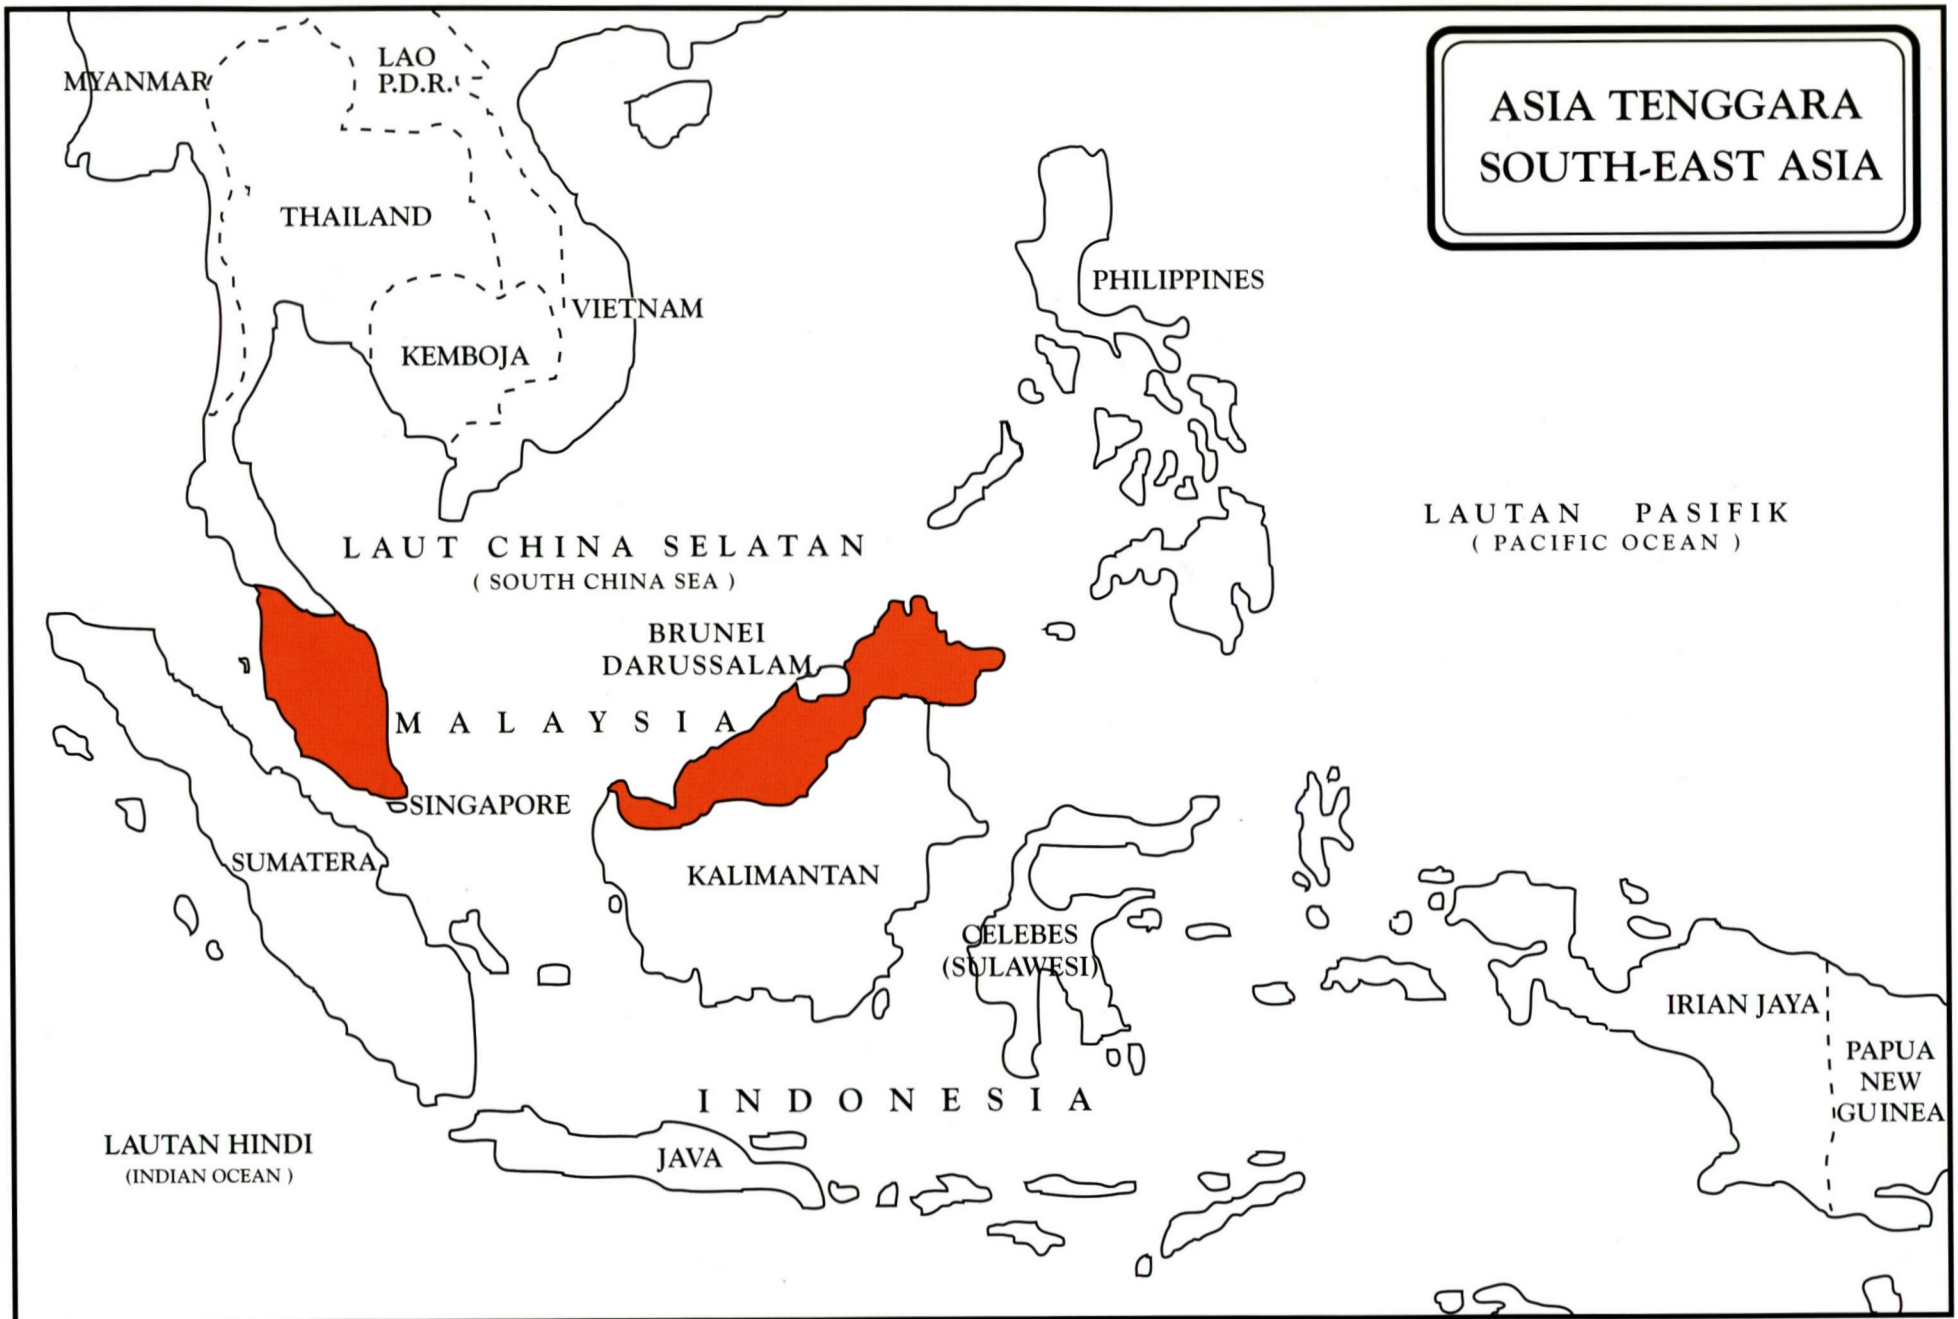 ASIA TENGGARA
SOUTH-EAST ASIA
MYANMAR
LAO
P.D.R.
THAILAND
VIETNAM
KEMBOJA
PHILIPPINES
LAUTAN PASIFIK
( PACIFIC OCEAN )
LAUT CHINA SELATAN
( SOUTH CHINA SEA )
BRUNEI
DARUSSALAM
MALAYSIA
SINGAPORE
SUMATERA
KALIMANTAN
CELEBES
(SULAWESI)
IRIAN JAYA
PAPUA
NEW
GUINEA
INDONESIA
LAUTAN HINDI
(INDIAN OCEAN )
JAVA